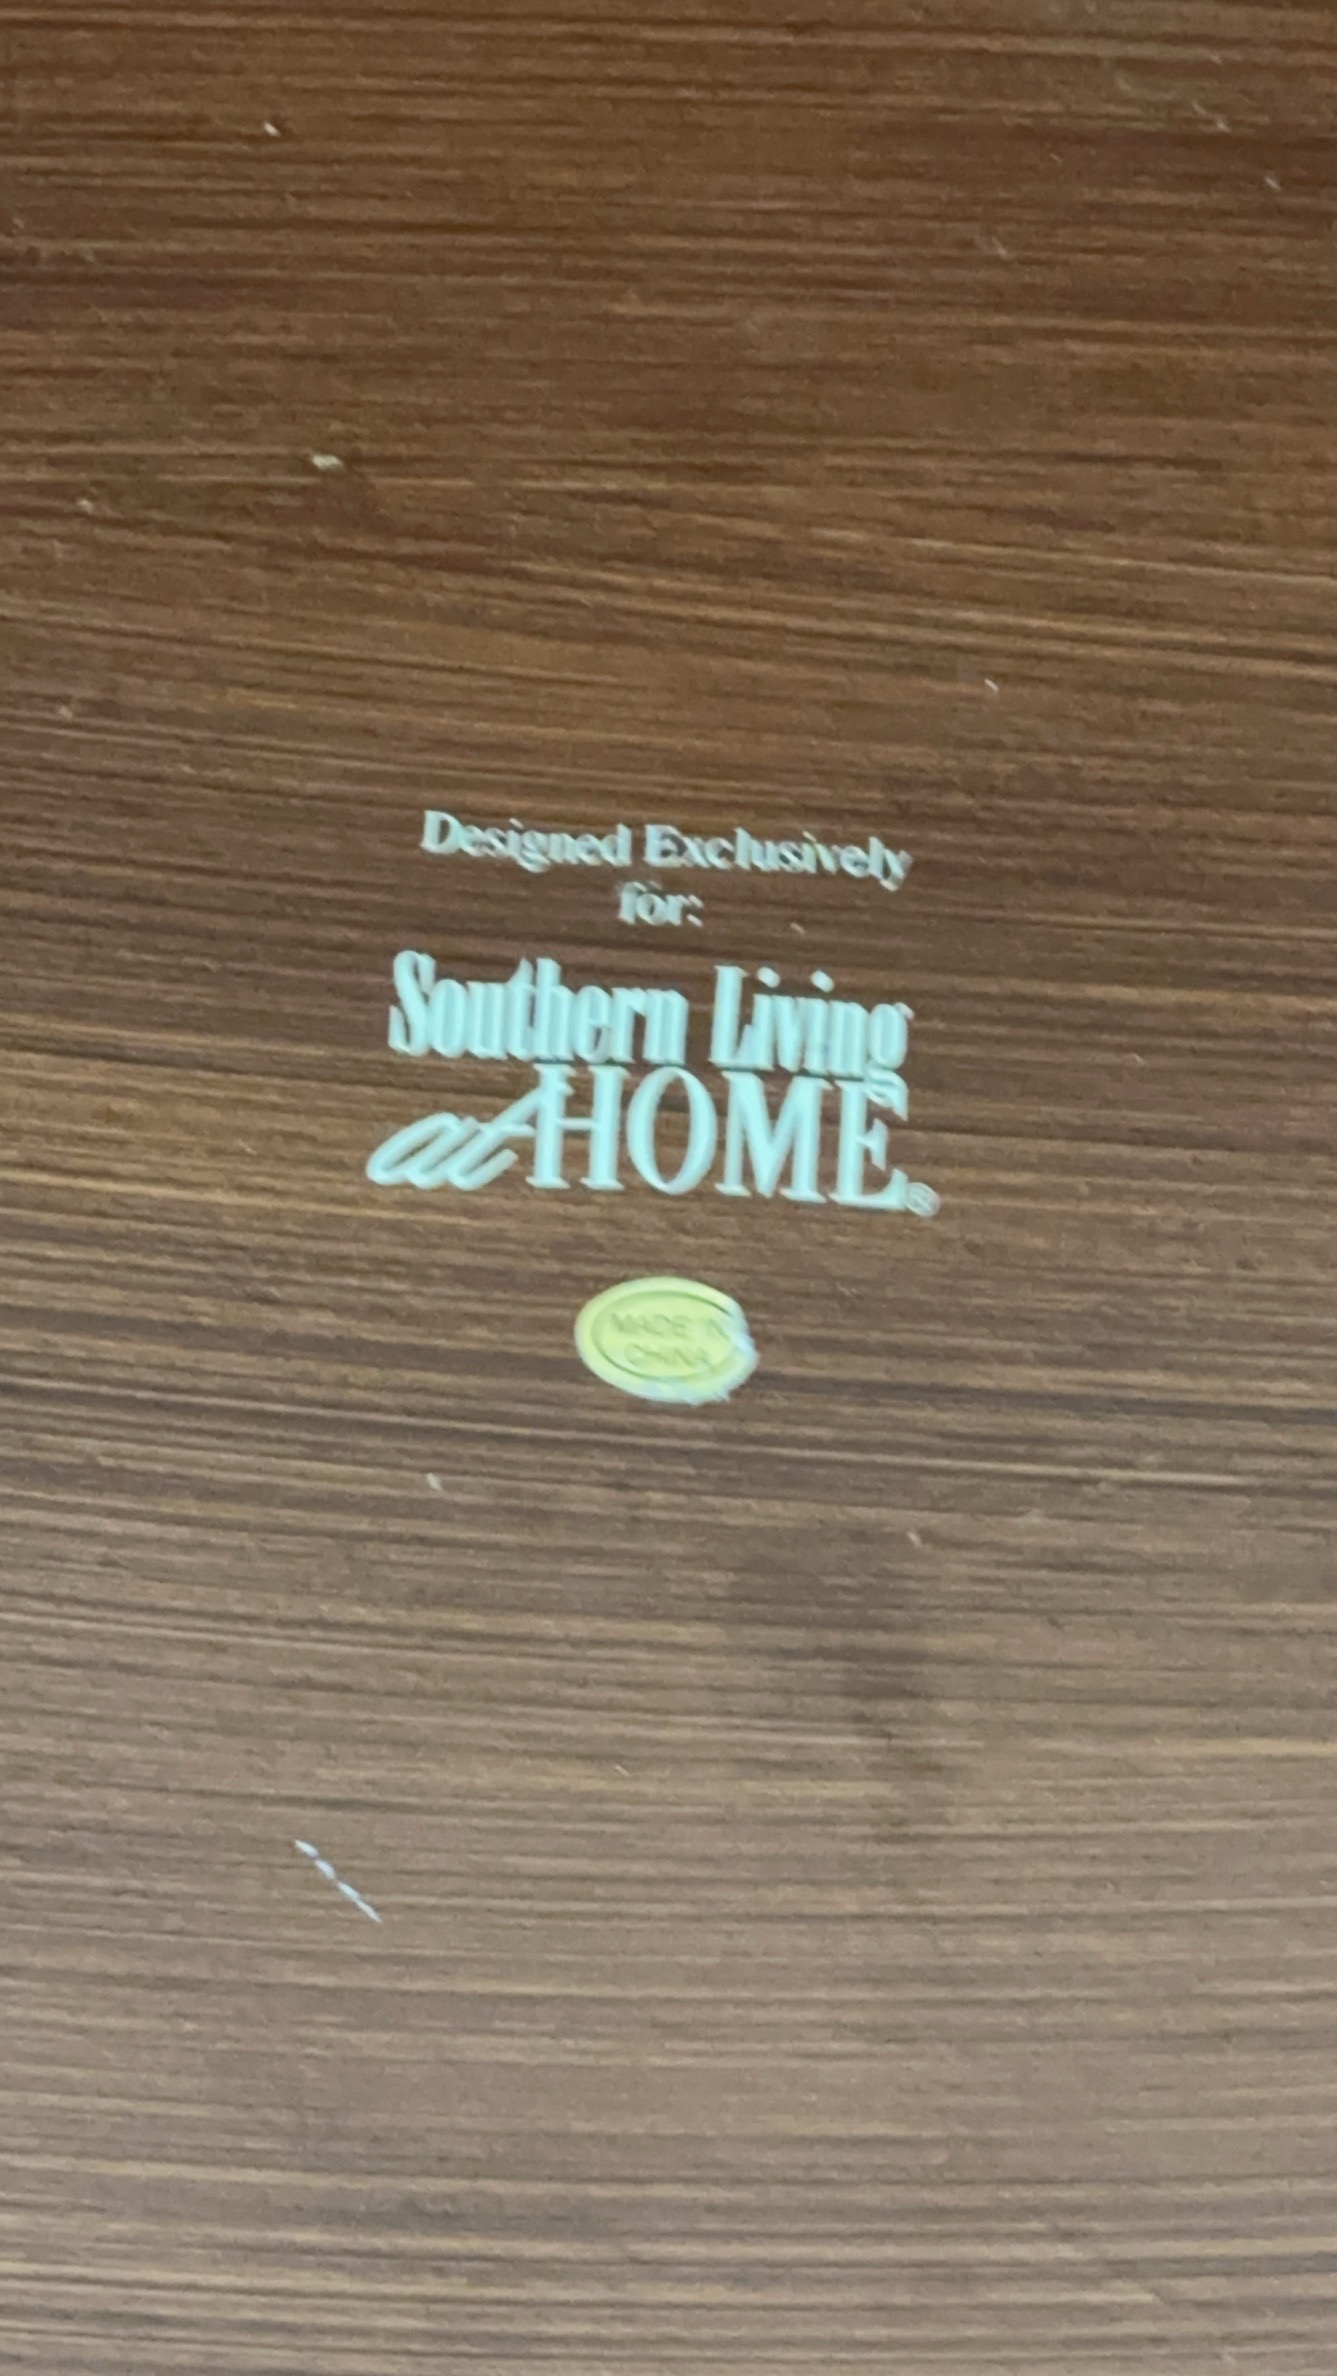 Designed Exclusively
for:
Southern Living
at HOME®
MADE IN
CHINA